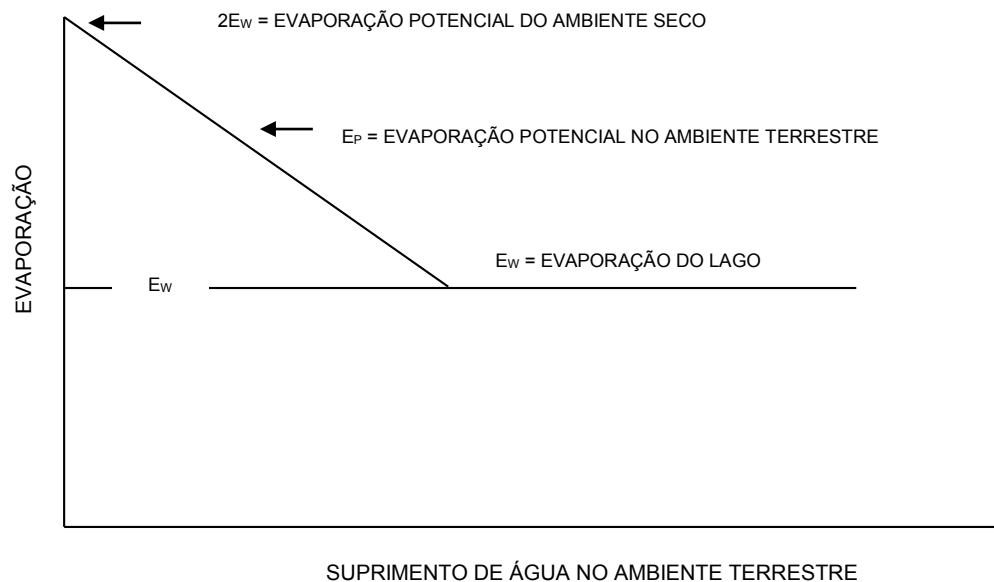 2EW = EVAPORAÇÃO POTENCIAL DO AMBIENTE SECO
EP = EVAPORAÇÃO POTENCIAL NO AMBIENTE TERRESTRE
EVAPORAÇÃO
EW = EVAPORAÇÃO DO LAGO
EW
SUPRIMENTO DE ÁGUA NO AMBIENTE TERRESTRE